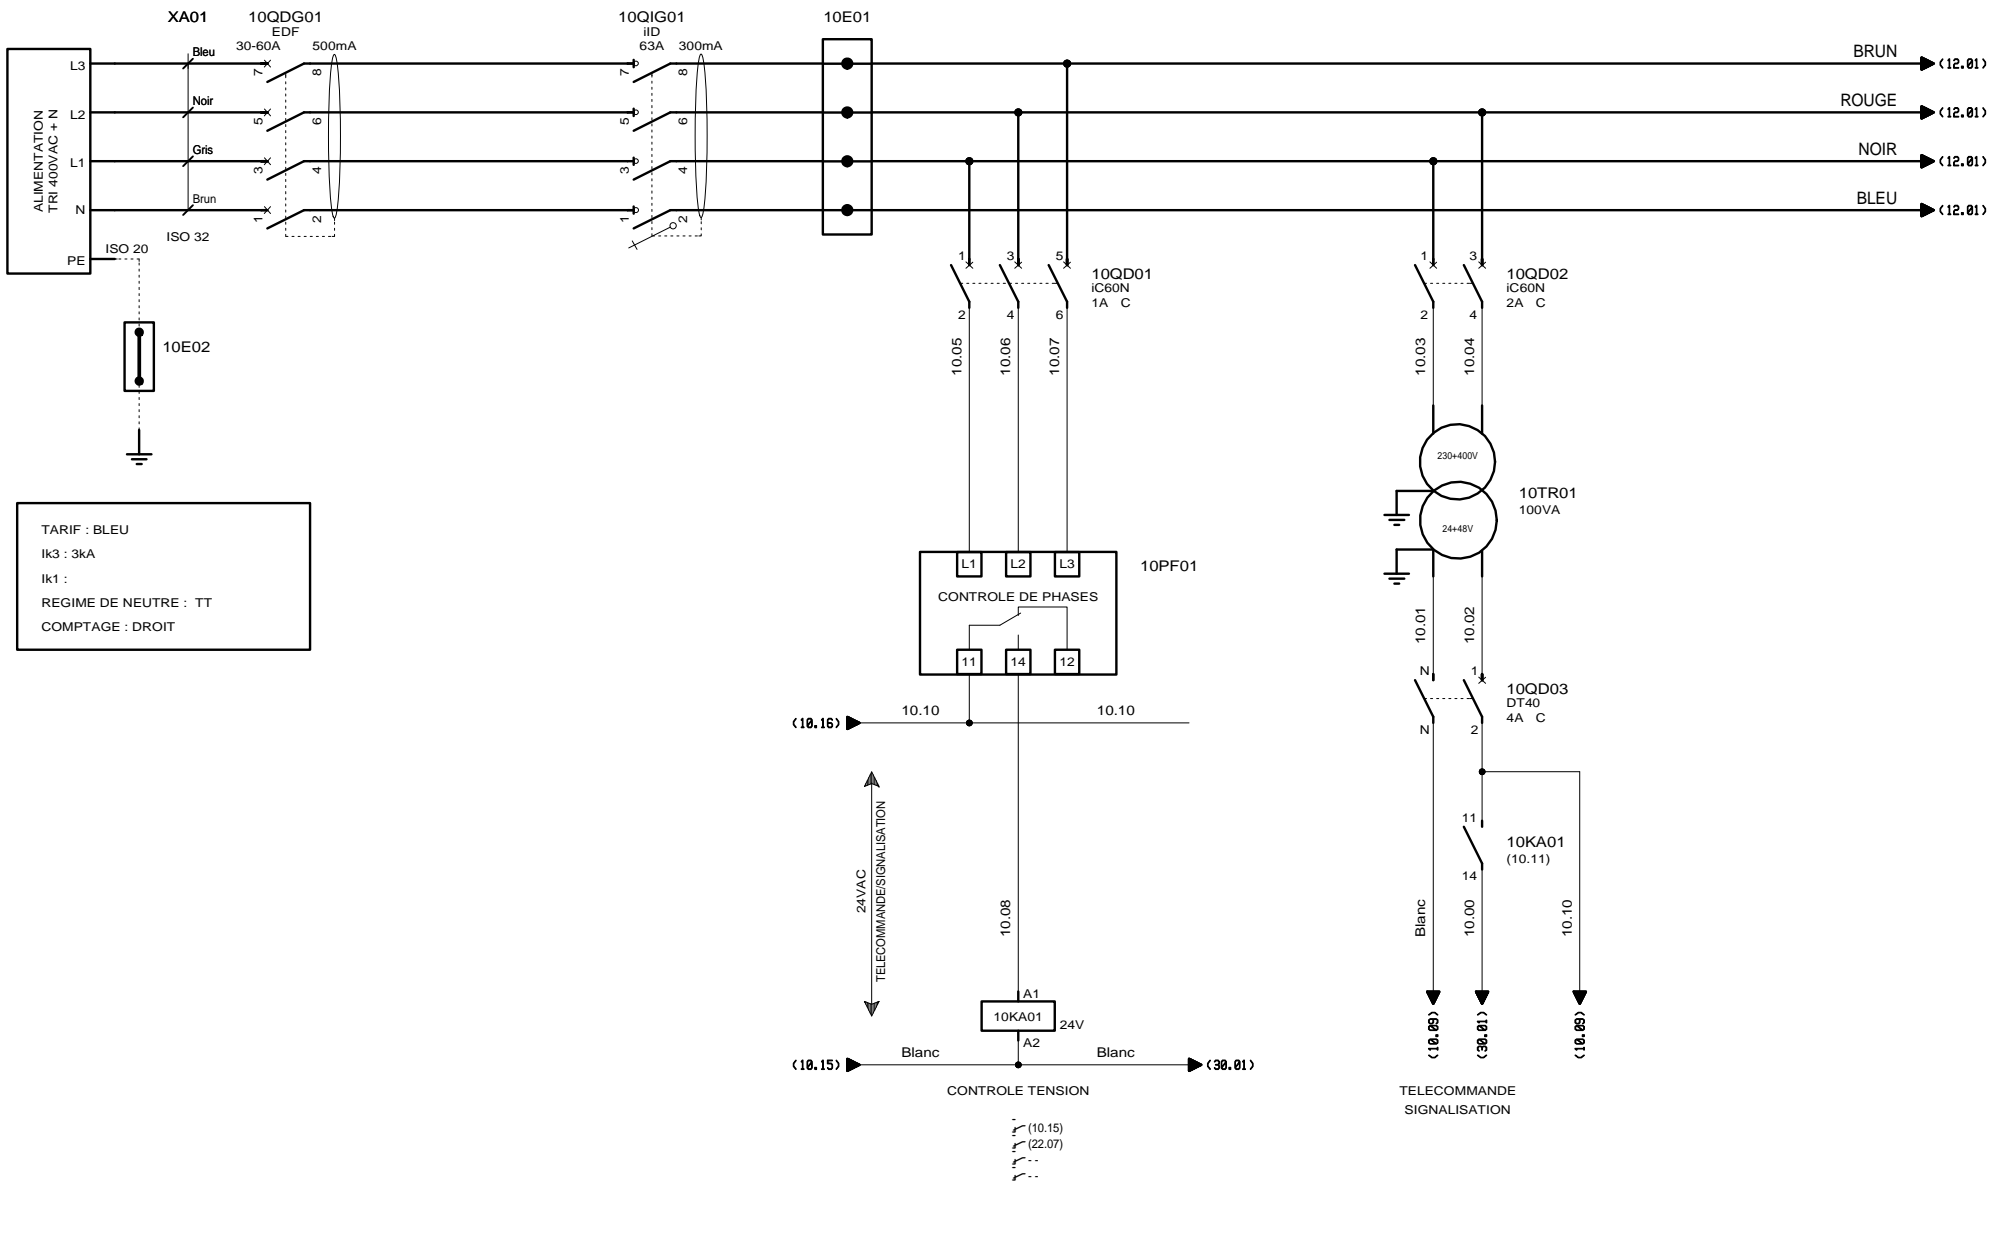 XA01
10QDG01
EDF
30-60A
500mA
10QIG01
iID
63A
300mA
10E01
ALIMENTATION
TRI 400VAC + N
L3
L2
L1
N
PE
Bleu
Noir
Gris
Brun
ISO 32
ISO 20
7
8
5
6
3
4
1
2
7
8
5
6
3
4
1
2
BRUN
(12.01)
ROUGE
(12.01)
NOIR
(12.01)
BLEU
(12.01)
10E02
1
3
5
10QD01
iC60N
1A C
2
4
6
10.05
10.06
10.07
1
3
10QD02
iC60N
2A C
2
4
10.03
10.04
230+400V
24+48V
10TR01
100VA
TARIF : BLEU
Ik3 : 3kA
Ik1 :
REGIME DE NEUTRE : TT
COMPTAGE : DROIT
L1
L2
L3
10PF01
CONTROLE DE PHASES
11
14
12
10.01
10.02
N
1
10QD03
DT40
4A C
N
2
(10.16)
10.10
10.10
24VAC
TELECOMMANDE/SIGNALISATION
10.08
11
10KA01
(10.11)
14
Blanc
10.00
10.10
(10.09)
(30.01)
(10.09)
A1
10KA01
24V
A2
(10.15)
Blanc
Blanc
(30.01)
CONTROLE TENSION
TELECOMMANDE
SIGNALISATION
(10.15)
(22.07)
- -
- -